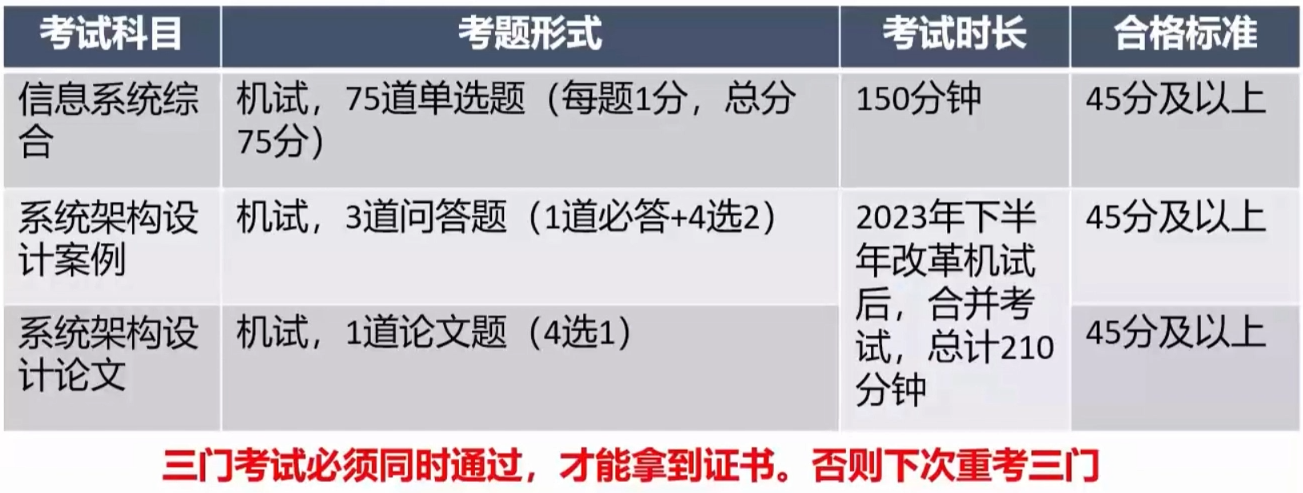 考试科目 考题形式 考试时长 合格标准
信息系统综
合
机试，75道单选题（每题1分，总分
75分）
150分钟
45分及以上
系统架构设
计案例
机试，3道问答题（1道必答+4选2）
2023年下半
年改革机试
后，合并考
试，总计210
分钟
45分及以上
系统架构设
计论文
机试，1道论文题（4选1）
45分及以上
三门考试必须同时通过，才能拿到证书。否则下次重考三门